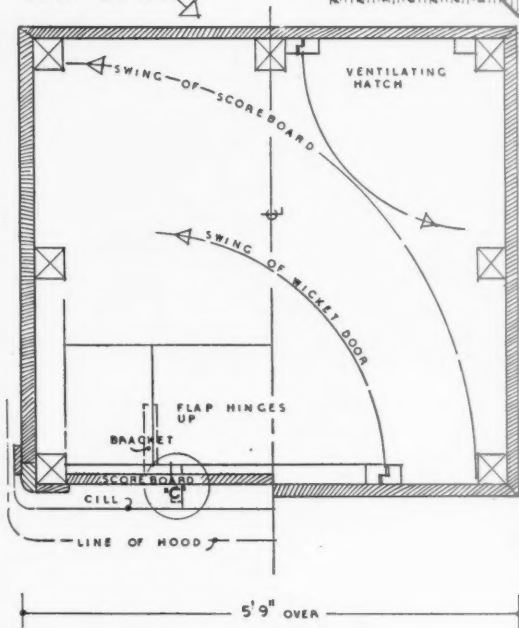 SWING—OF—SCOREBOARD
VENTILATING
HATCH
℄
SWING OF WICKET DOOR
FLAP HINGES
UP
BRACKET
SCOREBOARD
"C"
CILL
LINE OF HOOD
5'9" OVER